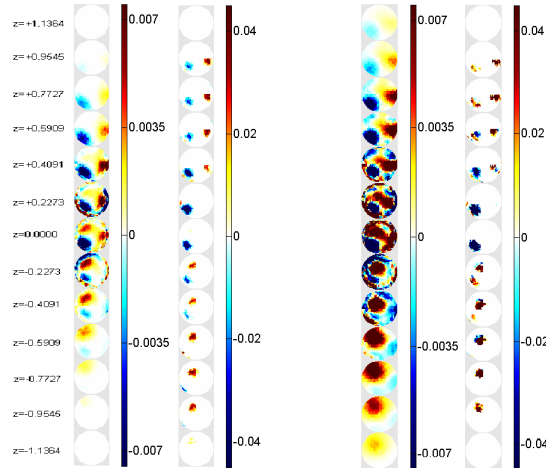 z=+1.1364
z=+0.9545
z=+0.7727
z=+0.5909
z=+0.4091
z=+0.2273
z=0.0000
z=-0.2273
z=-0.4091
z=-0.5909
z=-0.7727
z=-0.9545
z=-1.1364
0.007
0.0035
0
-0.0035
-0.007
0.04
0.02
0
-0.02
-0.04
0.007
0.0035
0
-0.0035
-0.007
0.04
0.02
0
-0.02
-0.04